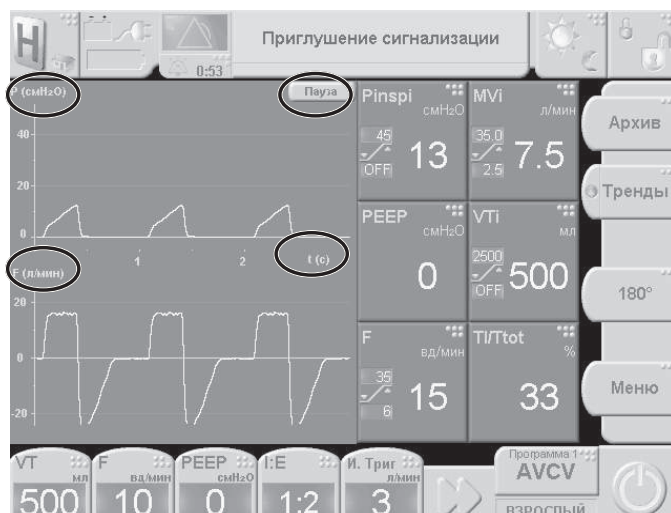 H
Приглушение сигнализации
0:53
P (смH₂O)
Пауза
40
20
0
1
2
t (c)
F (л/мин)
20
0
-20
Pinspi
смH₂O
45
OFF
13
MVi
л/мин
35.0
2.5
7.5
PEEP
смH₂O
0
VTi
мл
2500
OFF
500
F
вд/мин
35
6
15
TI/Ttot
%
33
Архив
Тренды
180°
Меню
VT
мл
500
F
вд/мин
10
PEEP
смH₂O
0
I:E
1:2
И. Триг
л/мин
3
Программа 1
AVCV
ВЗРОСЛЫЙ